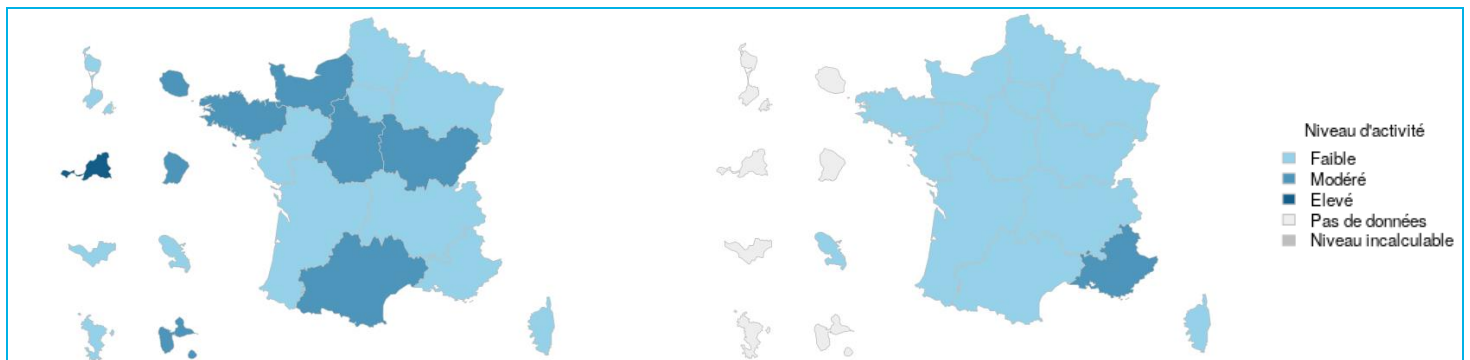 Niveau d'activité
Faible
Modéré
Elevé
Pas de données
Niveau incalculable